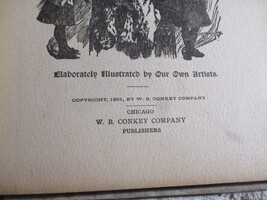 Elaborately Illustrated by Our Own Artists.
COPYRIGHT, 1901, BY W. B. CONKEY COMPANY
CHICAGO
W. B. CONKEY COMPANY
PUBLISHERS